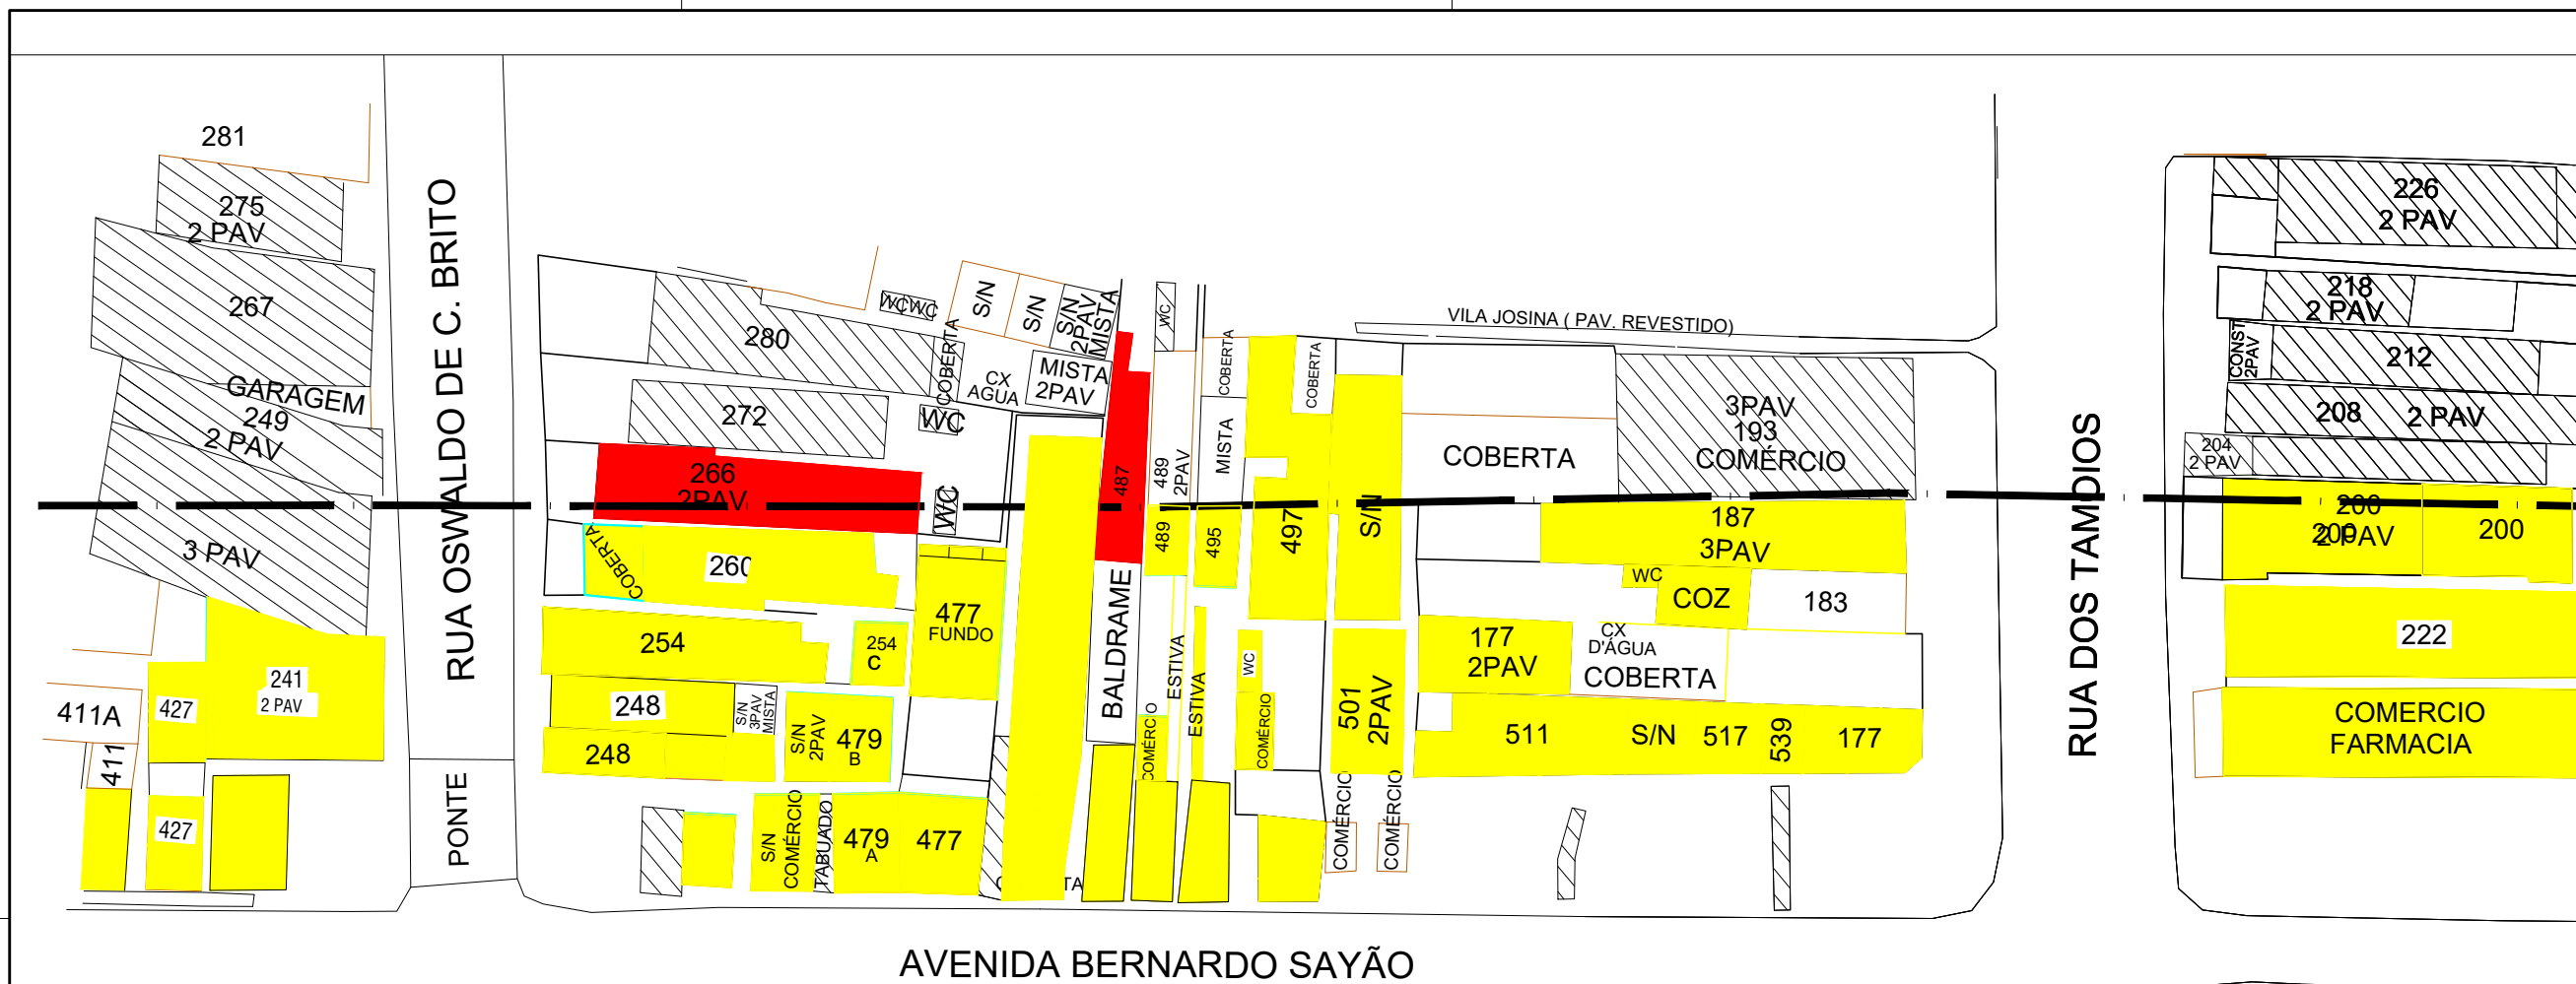 281
275
2 PAV
267
GARAGEM
249
2 PAV
3 PAV
241
2 PAV
411A
427
411
427
RUA OSWALDO DE C. BRITO
PONTE
280
WC
WC
COBERTA
S/N
S/N
S/N
2PAV
MISTA
CX
AGUA
MISTA
2PAV
272
WC
266
2PAV
WC
COBERTA
260
254
254
C
477
FUNDO
248
S/N
3PAV
MISTA
248
S/N
2PAV
479
B
S/N
COMÉRCIO
TABUADO
479
A
477
487
BALDRAME
WC
489
2PAV
489
COBERTA
MISTA
495
ESTIVA
ESTIVA
COMÉRCIO
COBERTA
497
S/N
WC
COMÉRCIO
501
2PAV
COMÉRCIO
COMÉRCIO
VILA JOSINA ( PAV. REVESTIDO)
COBERTA
3PAV
193
COMÉRCIO
187
3PAV
WC
COZ
183
177
2PAV
CX
D'ÁGUA
COBERTA
511
S/N
517
539
177
RUA DOS TAMOIOS
226
2 PAV
218
2 PAV
CONST
2PAV
212
208
2 PAV
204
2 PAV
200
200
2 PAV
200
222
COMERCIO
FARMACIA
AVENIDA BERNARDO SAYÃO